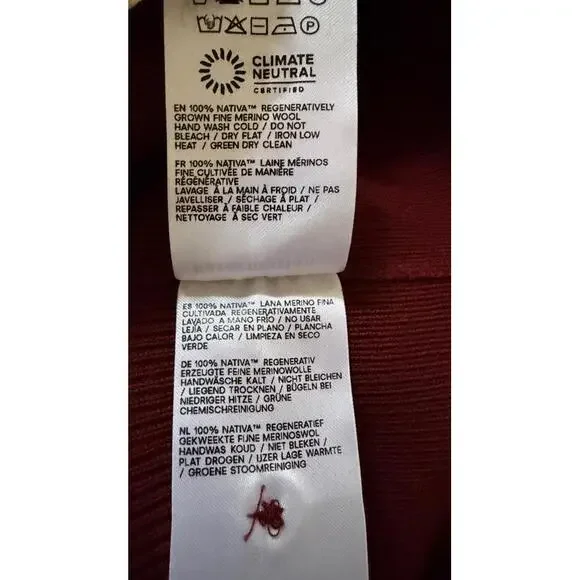 CLIMATE
NEUTRAL
CERTIFIED
EN 100% NATIVA™ REGENERATIVELY
GROWN FINE MERINO WOOL
HAND WASH COLD / DO NOT
BLEACH / DRY FLAT / IRON LOW
HEAT / GREEN DRY CLEAN
FR 100% NATIVA™ LAINE MÉRINOS
FINE CULTIVÉE DE MANIÈRE
RÉGÉNÉRATIVE
LAVAGE À LA MAIN À FROID / NE PAS
JAVELLISER / SÉCHAGE À PLAT /
REPASSER À FAIBLE CHALEUR /
NETTOYAGE À SEC VERT
ES 100% NATIVA™ LANA MERINO FINA
CULTIVADA REGENERATIVAMENTE
LAVADO A MANO FRÍO / NO USAR
LEJÍA / SECAR EN PLANO / PLANCHA
BAJO CALOR / LIMPIEZA EN SECO
VERDE
DE 100% NATIVA™ REGENERATIV
ERZEUGTE FEINE MERINOWOLLE
HANDWÄSCHE KALT / NICHT BLEICHEN
/ LIEGEND TROCKNEN / BÜGELN BEI
NIEDRIGER HITZE / GRÜNE
CHEMISCHREINIGUNG
NL 100% NATIVA™ REGENERATIEF
GEKWEEKTE FIJNE MERINOSWOL
HANDWAS KOUD / NIET BLEKEN /
PLAT DROGEN / IJZER LAGE WARMTE
/ GROENE STOOMREINIGING